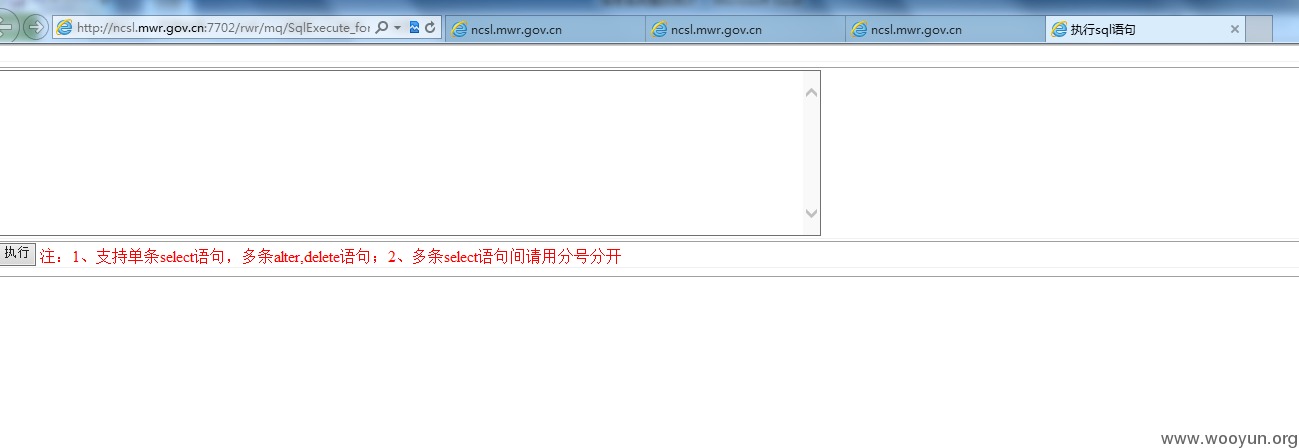 http://ncsl.mwr.gov.cn:7702/rwr/mq/SqlExecute_for
ncsl.mwr.gov.cn
ncsl.mwr.gov.cn
ncsl.mwr.gov.cn
执行sql语句
执行
注：1、支持单条select语句，多条alter,delete语句；2、多条select语句间请用分号分开
www.wooyun.org